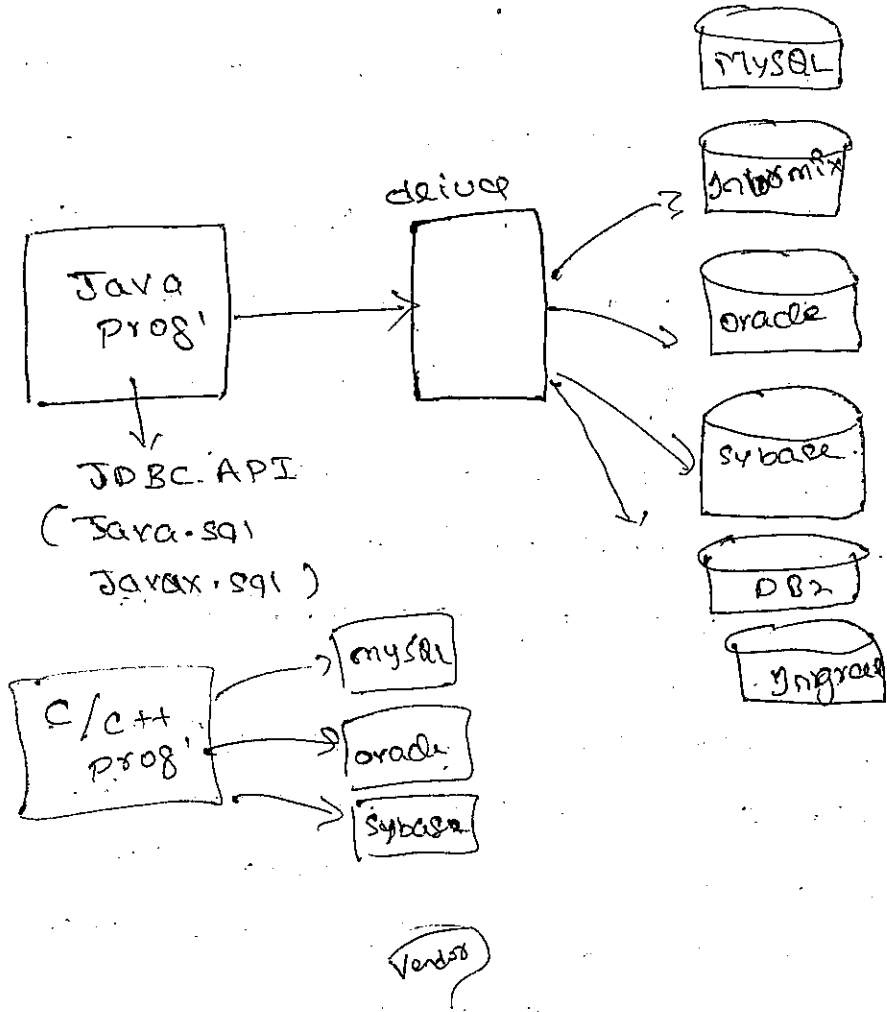 MySQL
Informix
driver
Java
prog'
oracle
JDBC API
sybase
(Java.sql
Javax.sql)
DB2
mySQL
Ingres
C/C++
prog'
oracle
Sybase
Vendor